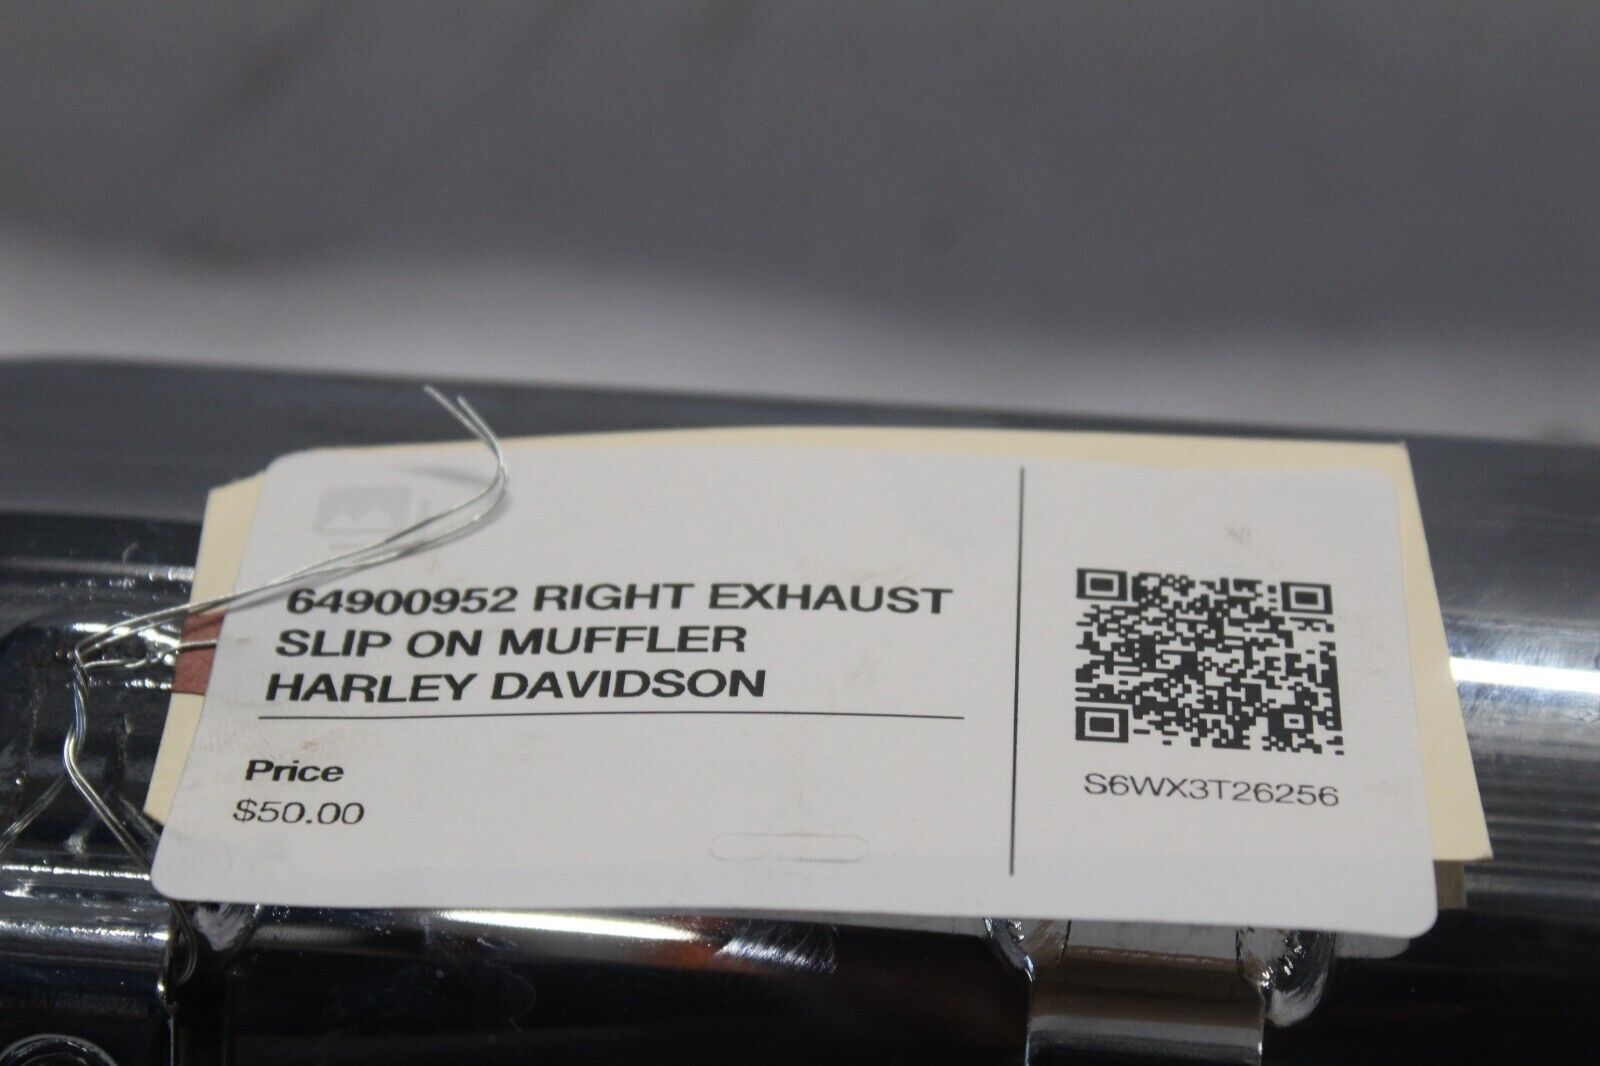 64900952 RIGHT EXHAUST
SLIP ON MUFFLER
HARLEY DAVIDSON
Price
$50.00
S6WX3T26256